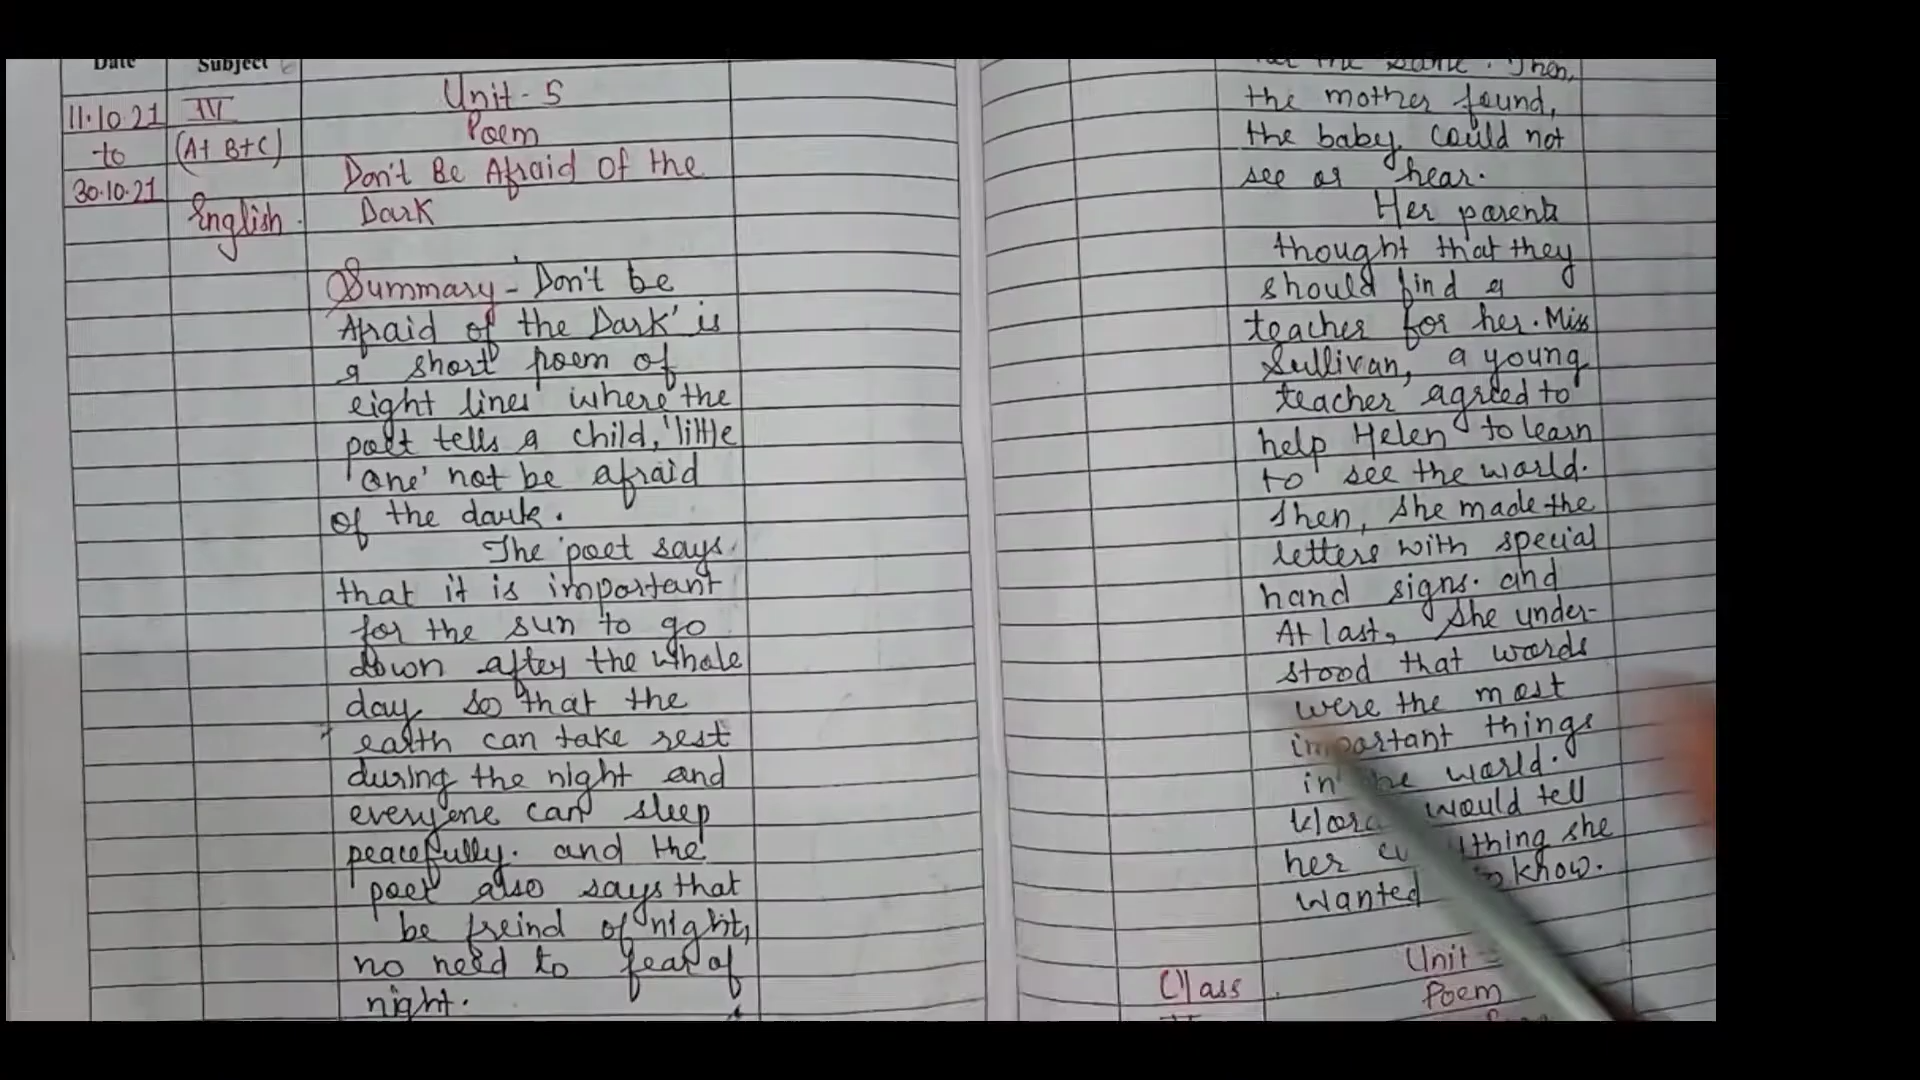 Date Subject
11.10.21 IV Unit - 5
to (A+ B+C) Poem
30.10.21 Don't Be Afraid Of the
English. Dark
Summary - Don't be
Afraid of the Dark' is
a short poem of
eight lines where the
poet tells a child, 'little
one' not be afraid
of the dark.
The poet says
that it is important
for the sun to go
down after the whole
day so that the
earth can take rest
during the night and
everyone can sleep
peacefully. and the
poet also says that
be freind of night,
no need to fear of
night.
the same. Then,
the mother found,
the baby could not
see or hear.
Her parents
thought that they
should find a
teacher for her. Miss
Sullivan, a young
teacher agreed to
help Helen to learn
to see the world.
Then, she made the
letters with special
hand signs. and
At last, She under-
stood that words
were the most
important things
in the world.
would tell
her everything she
wanted to know.
Unit
Class Poem